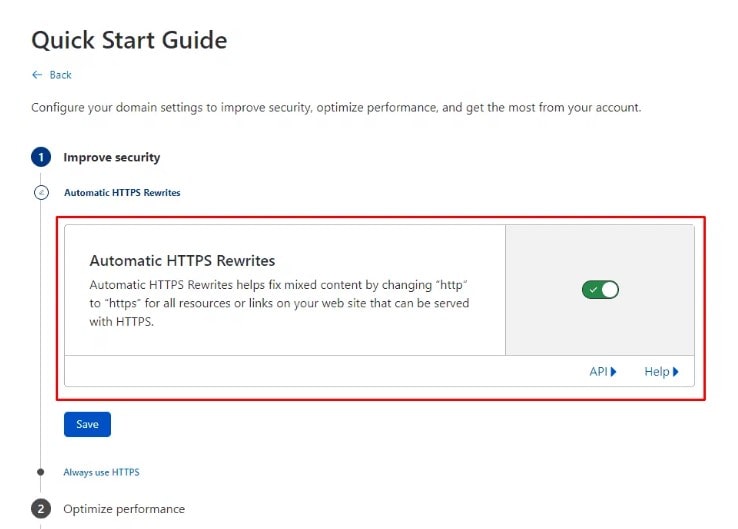 Quick Start Guide
← Back
Configure your domain settings to improve security, optimize performance, and get the most from your account.
1 Improve security
Automatic HTTPS Rewrites
Automatic HTTPS Rewrites
Automatic HTTPS Rewrites helps fix mixed content by changing “http”
to “https” for all resources or links on your web site that can be served
with HTTPS.
API Help
Save
Always use HTTPS
2 Optimize performance